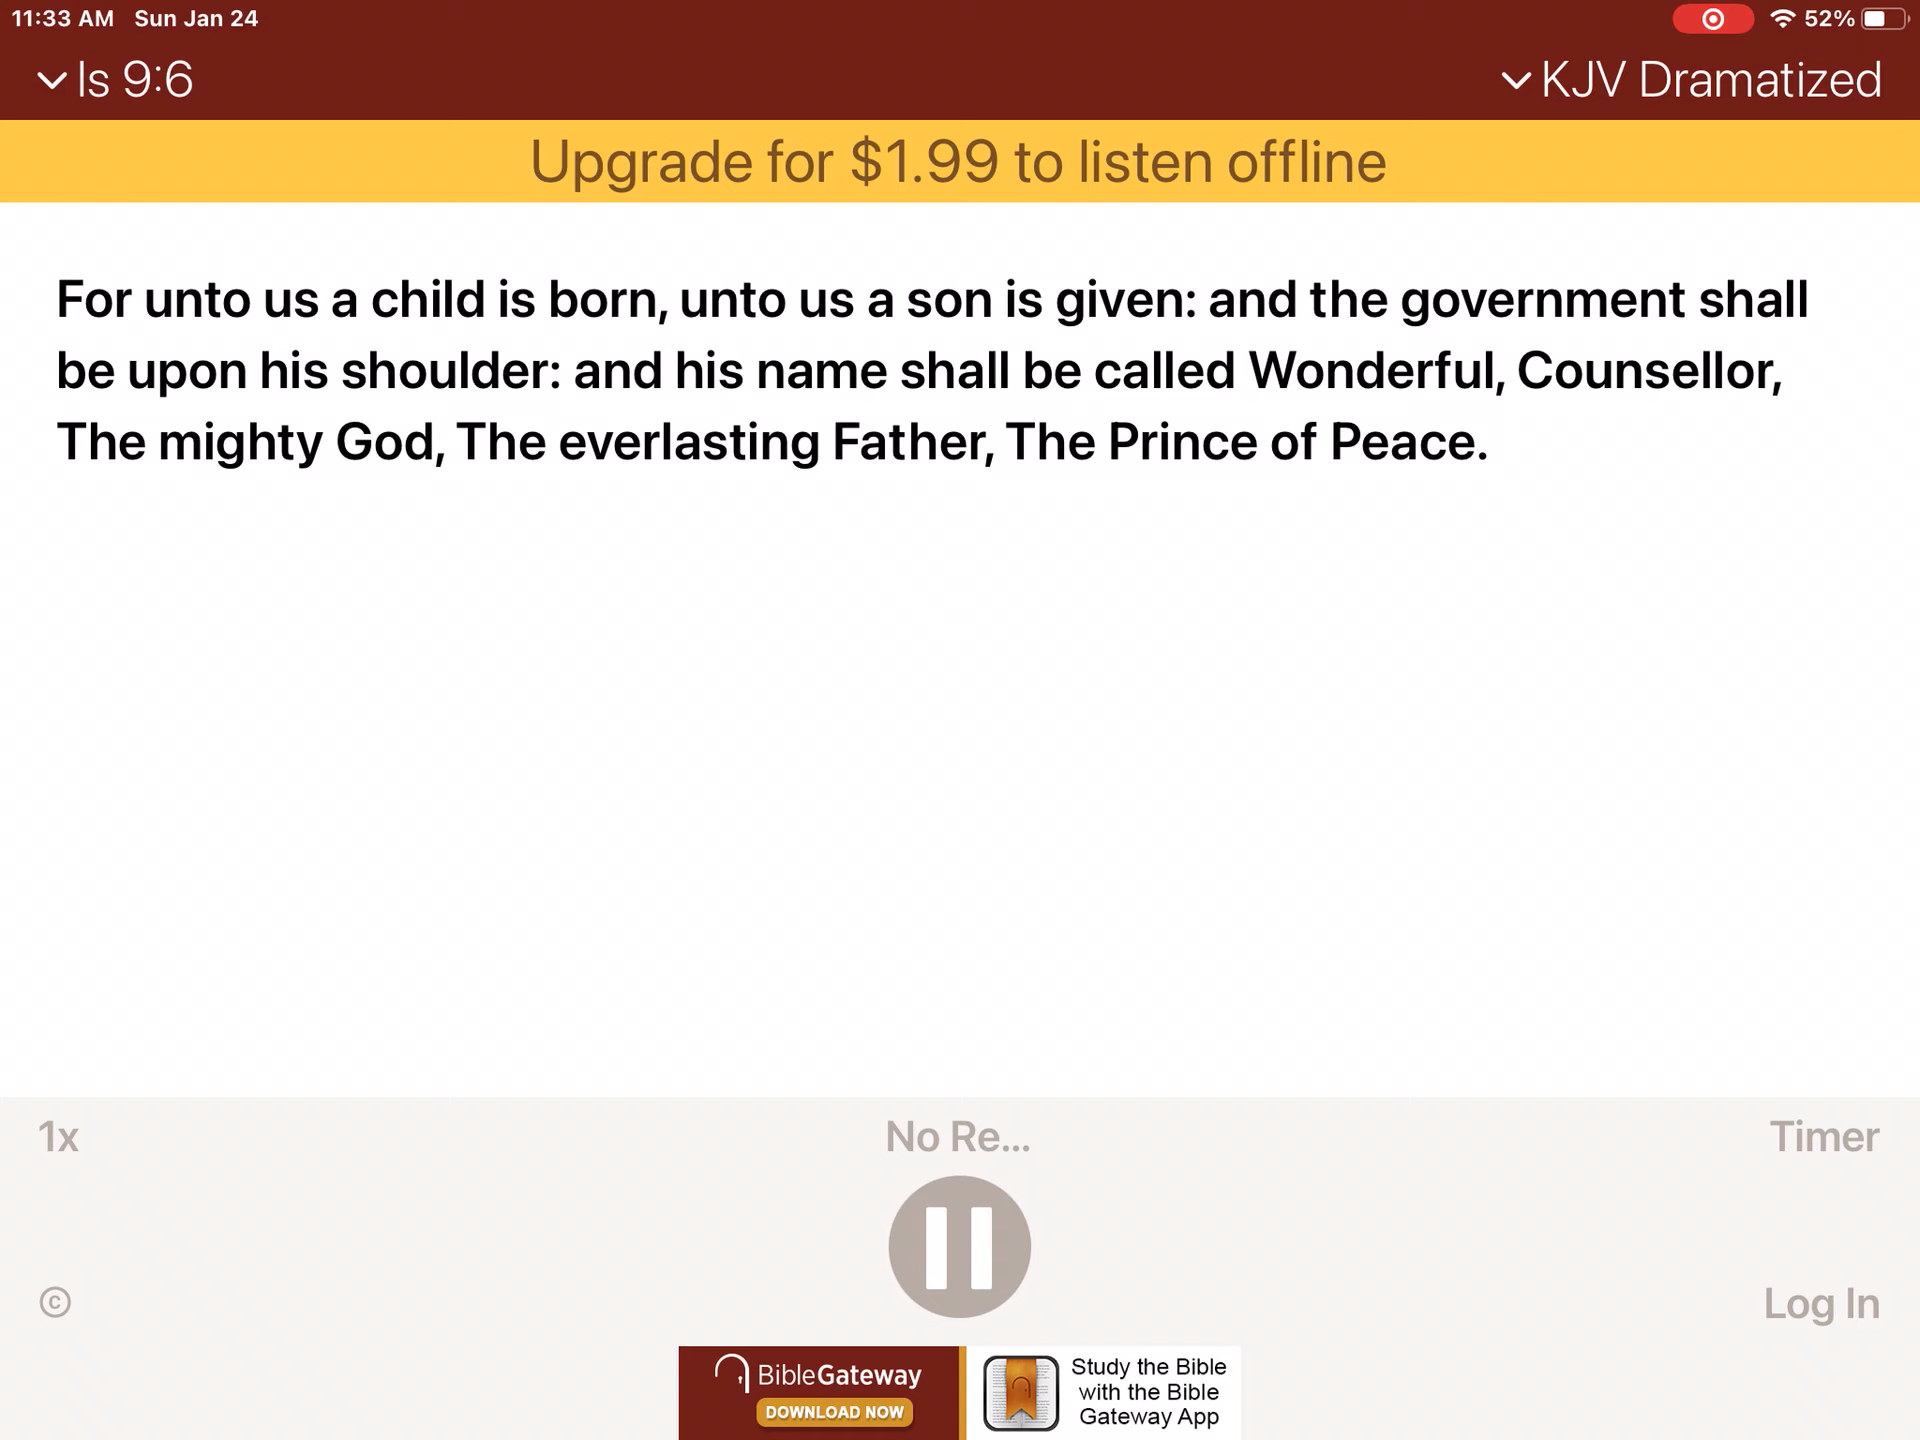 11:33 AM Sun Jan 24 52%
Is 9:6 KJV Dramatized
Upgrade for $1.99 to listen offline
For unto us a child is born, unto us a son is given: and the government shall
be upon his shoulder: and his name shall be called Wonderful, Counsellor,
The mighty God, The everlasting Father, The Prince of Peace.
1x No Re... Timer
© Log In
BibleGateway
DOWNLOAD NOW
Study the Bible
with the Bible
Gateway App